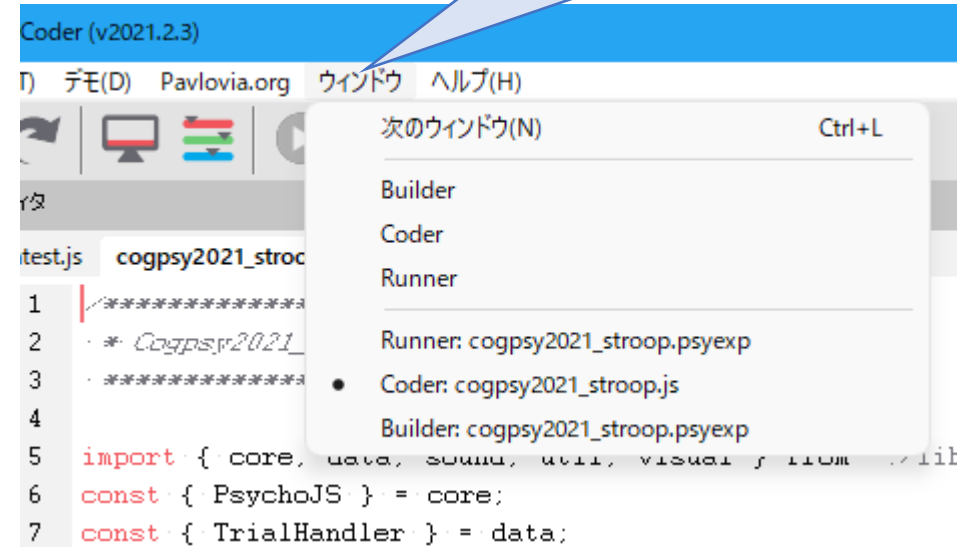 Coder (v2021.2.3)
T) デモ(D) Pavlovia.org ウィンドウ ヘルプ(H)
次のウィンドウ(N) Ctrl+L
ィタ
Builder
Coder
Runner
test.js cogpsy2021_stroo
Runner: cogpsy2021_stroop.psyexp
Coder: cogpsy2021_stroop.js
Builder: cogpsy2021_stroop.psyexp
1 /*************
2 * Cogpsy2021_
3 *************
4
5 import { core, data, sound, util, visual } from
6 const { PsychoJS } = core;
7 const { TrialHandler } = data;